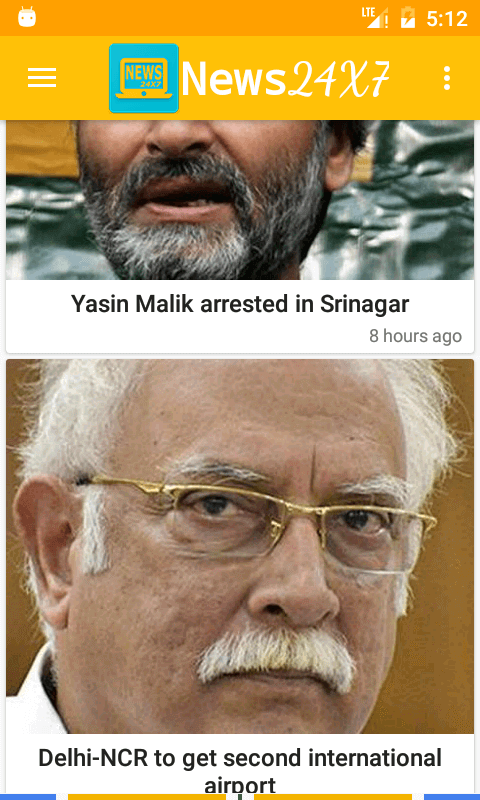 LTE 5:12
NEWS
24X7
News24X7
Yasin Malik arrested in Srinagar
8 hours ago
Delhi-NCR to get second international
airport